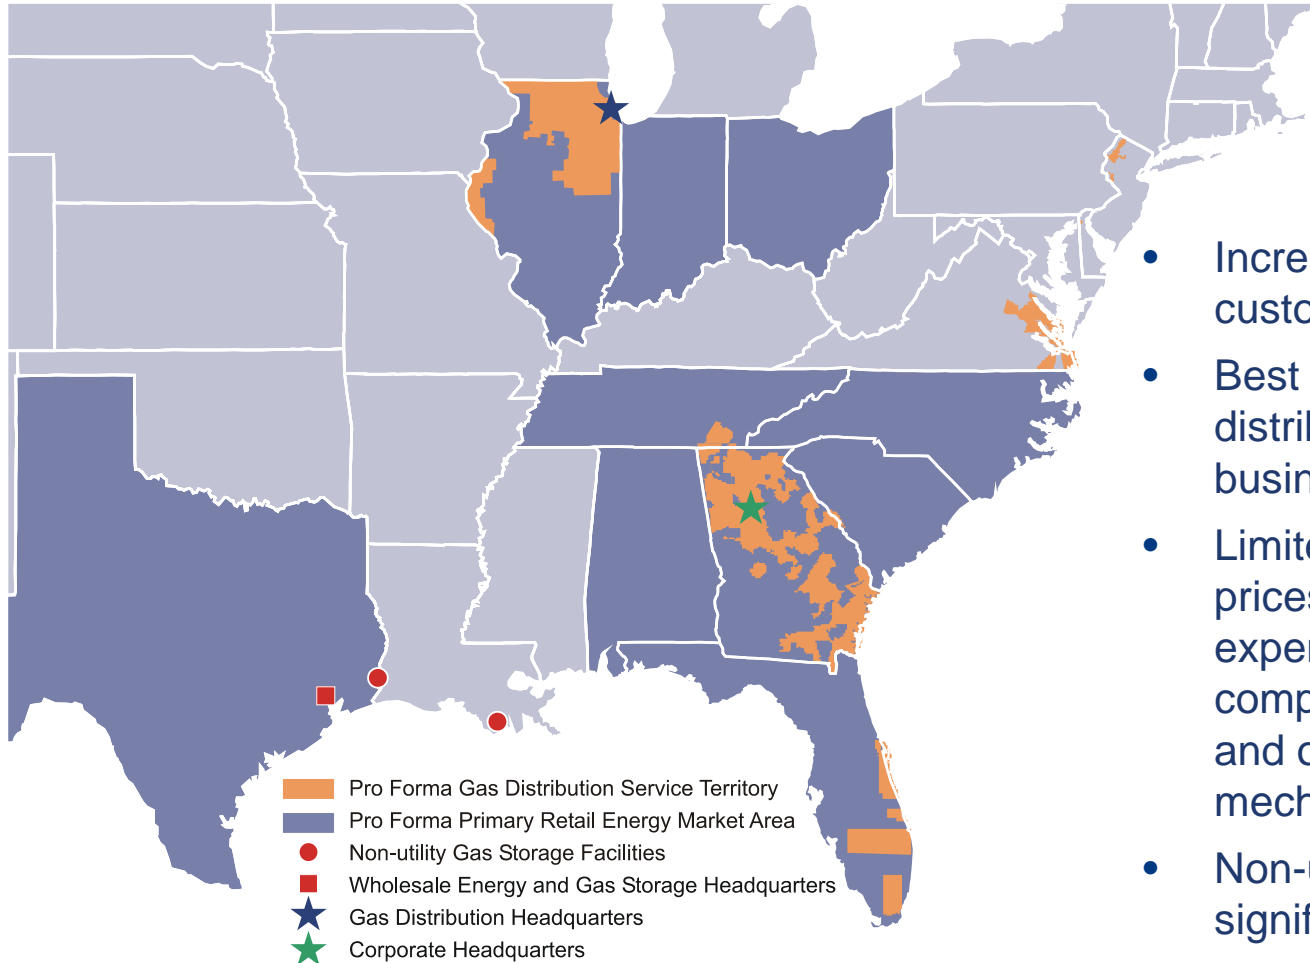 Pro Forma Gas Distribution Service Territory
Pro Forma Primary Retail Energy Market Area
Non-utility Gas Storage Facilities
Wholesale Energy and Gas Storage Headquarters
Gas Distribution Headquarters
Corporate Headquarters
• Incre
custo
• Best
distri
busin
• Limite
prices
exper
comp
and
mech
• Non-u
signif